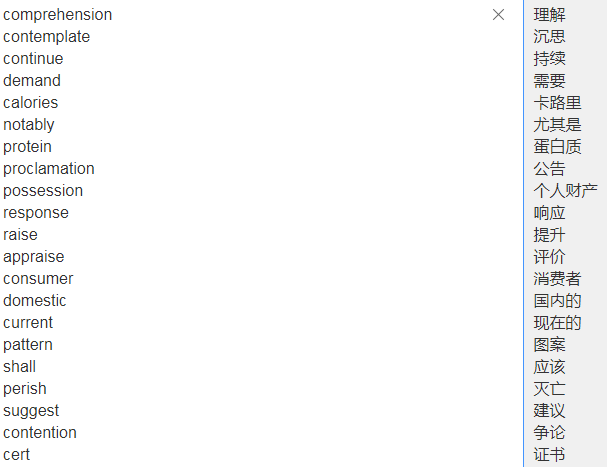 comprehension 理解
contemplate 沉思
continue 持续
demand 需要
calories 卡路里
notably 尤其是
protein 蛋白质
proclamation 公告
possession 个人财产
response 响应
raise 提升
appraise 评价
consumer 消费者
domestic 国内的
current 现在的
pattern 图案
shall 应该
perish 灭亡
suggest 建议
contention 争论
cert 证书